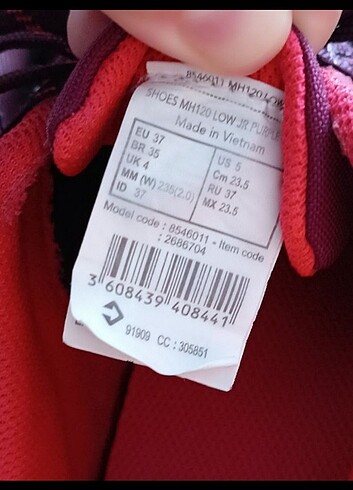 8546011 MH120 LOW
SHOES MH120 LOW JR PURPLE
Made in Vietnam
EU 37
BR 35
UK 4
MM (W) 235(2.0)
ID 37
US 5
Cm 23.5
RU 37
MX 23.5
Model code : 8546011 - Item code
: 2686704
3 608439 408441
91909 CC : 305851